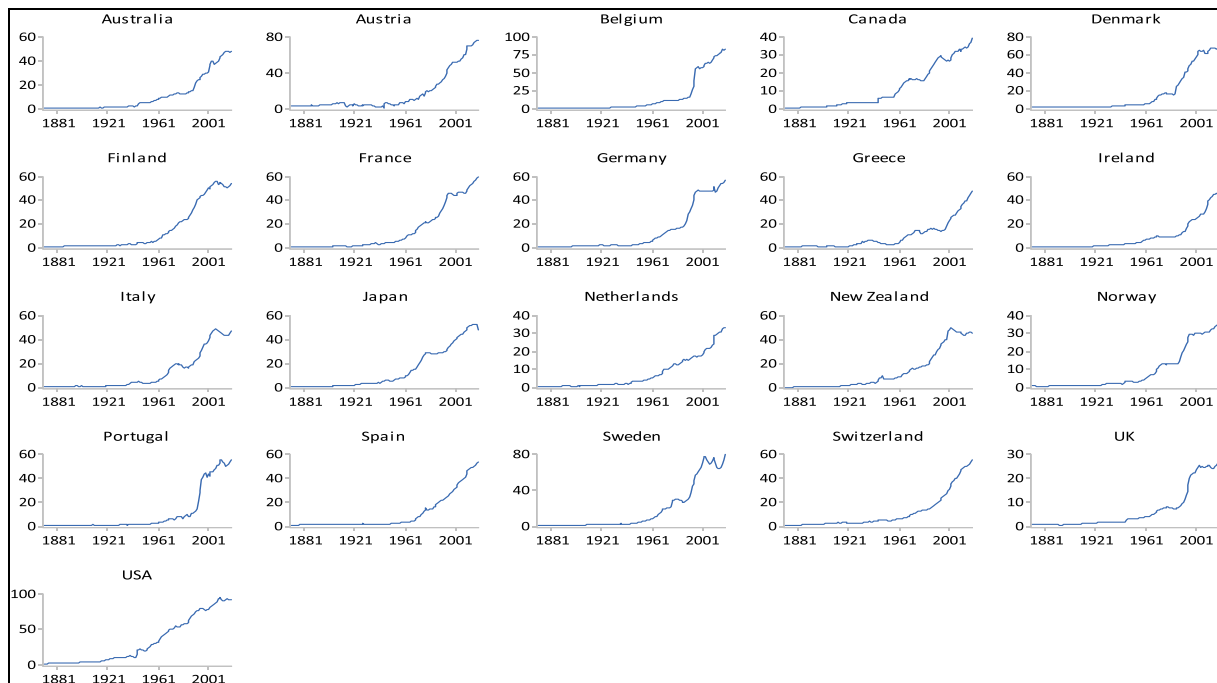 Australia Austria Belgium Canada Denmark
60 80 100 40 80
40 40 75 30 60
20 0 50 20 40
0 25 10 20
0 0 0
1881 1921 1961 2001 1881 1921 1961 2001 1881 1921 1961 2001 1881 1921 1961 2001 1881 1921 1961 2001
Finland France Germany Greece Ireland
60 60 60 60 60
40 40 40 40 40
20 20 20 20 20
0 0 0 0 0
1881 1921 1961 2001 1881 1921 1961 2001 1881 1921 1961 2001 1881 1921 1961 2001 1881 1921 1961 2001
Italy Japan Netherlands New Zealand Norway
60 60 40 60 40
40 40 30 40 30
20 20 20 20 20
0 0 10 0 10
0 0
1881 1921 1961 2001 1881 1921 1961 2001 1881 1921 1961 2001 1881 1921 1961 2001 1881 1921 1961 2001
Portugal Spain Sweden Switzerland UK
60 60 80 60 30
40 40 40 40 20
20 20 0 20 10
0 0 0 0
1881 1921 1961 2001 1881 1921 1961 2001 1881 1921 1961 2001 1881 1921 1961 2001 1881 1921 1961 2001
USA
100
50
0
1881 1921 1961 2001